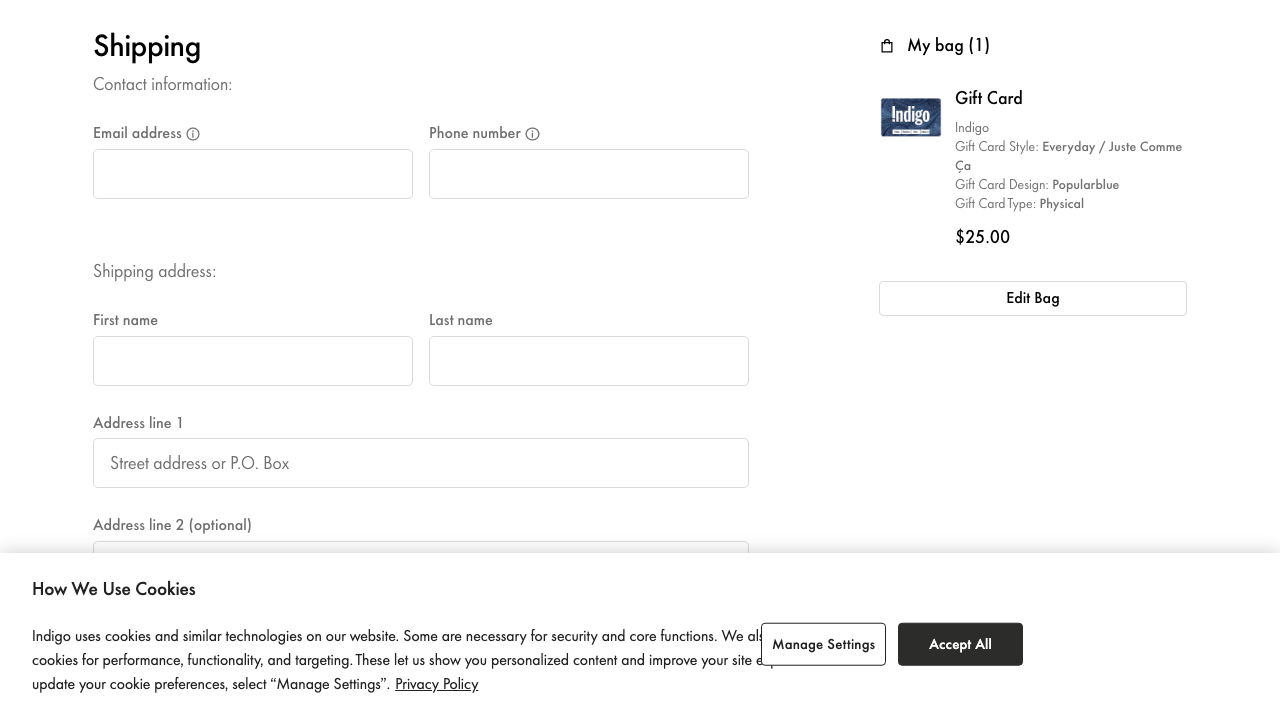 Shipping
Contact information:
Email address
Phone number
Shipping address:
First name
Last name
Address line 1
Street address or P.O. Box
Address line 2 (optional)
My bag (1)
!ndigo
Gift Card
Indigo
Gift Card Style: Everyday / Juste Comme
Ça
Gift Card Design: Popularblue
Gift Card Type: Physical
$25.00
Edit Bag
How We Use Cookies
Indigo uses cookies and similar technologies on our website. Some are necessary for security and core functions. We
cookies for performance, functionality, and targeting. These let us show you personalized content and improve your site
update your cookie preferences, select “Manage Settings”. Privacy Policy
Manage Settings
Accept All